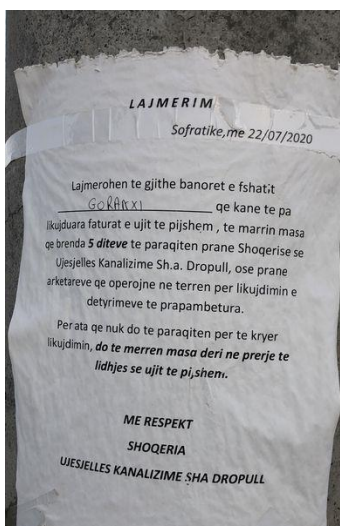 LAJMERIM
Sofratike,me 22/07/2020
Lajmerohen te gjithe banoret e fshatit
GORANXI qe kane te pa
likujduara faturat e ujit te pijshem , te marrin masa
qe brenda 5 diteve te paraqiten prane Shoqerise se
Ujesjelles Kanalizime Sh.a. Dropull, ose prane
arketareve qe operojne ne terren per likujdimin e
detyrimeve te prapambetura.
Per ata qe nuk do te paraqiten per te kryer
likujdimin, do te merren masa deri ne prerje te
lidhjes se ujit te pi,shem.
ME RESPEKT
SHOQERIA
UJESJELLES KANALIZIME SHA DROPULL